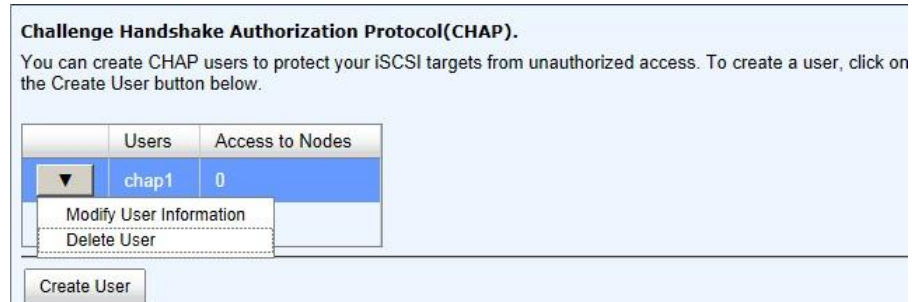 Challenge Handshake Authorization Protocol(CHAP).
You can create CHAP users to protect your iSCSI targets from unauthorized access. To create a user, click on
the Create User button below.
Users Access to Nodes
▼ chap1 0
Modify User Information
Delete User
Create User